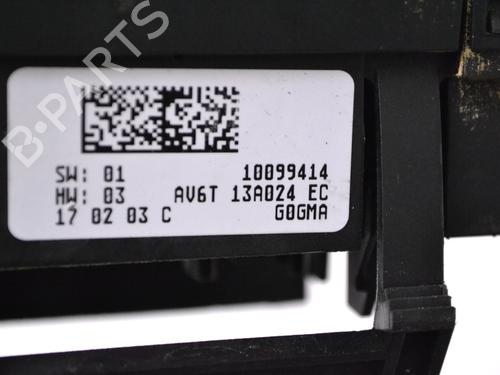 B-PARTS
SW: 01 10099414
HW: 03 AV6T 13A024 EC
17 02 03 C G0GMA